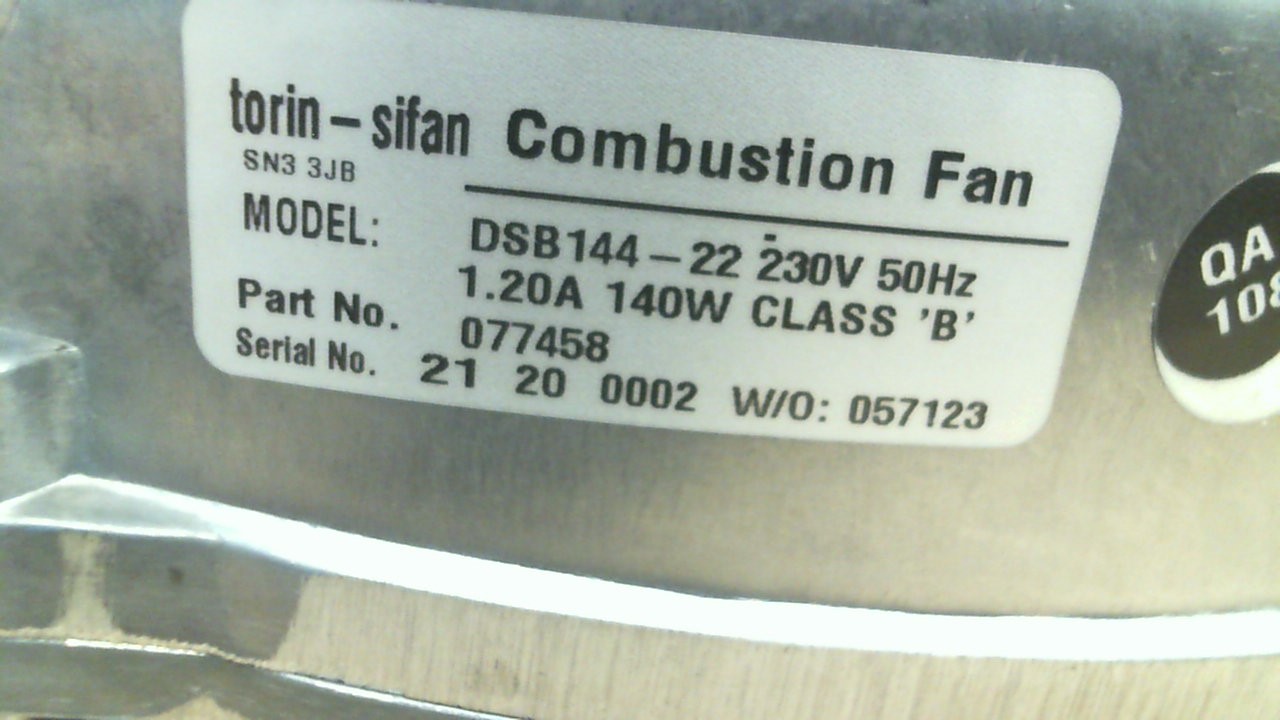 torin-sifan Combustion Fan
SN3 3JB
MODEL: DSB144-22 230V 50Hz
1.20A 140W CLASS 'B'
Part No. 077458
Serial No. 21 20 0002 W/O: 057123
QA